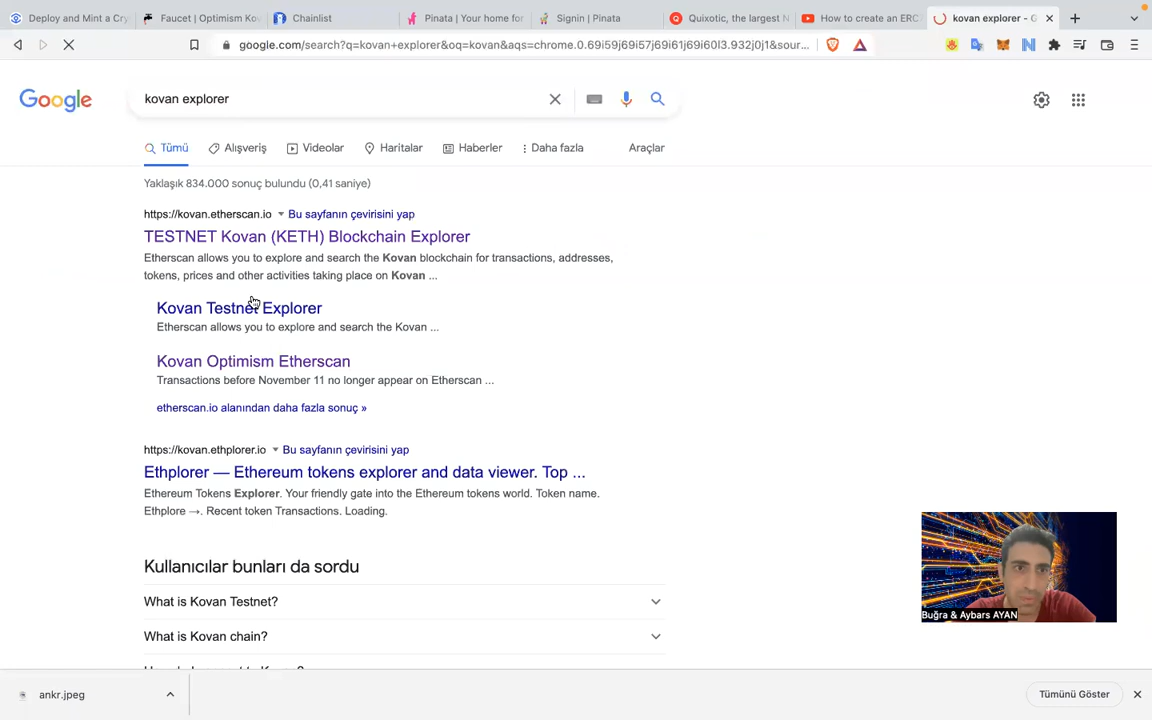 Deploy and Mint a Cry
Faucet | Optimism Kov
Chainlist
Pinata | Your home for
Signin | Pinata
Quixotic, the largest N
How to create an ERC
kovan explorer - G
google.com/search?q=kovan+explorer&oq=kovan&aqs=chrome.0.69i59j69i57j69i61j69i60l3.932j0j1&sour...
Google
kovan explorer
Tümü
Alışveriş
Videolar
Haritalar
Haberler
Daha fazla
Araçlar
Yaklaşık 834.000 sonuç bulundu (0,41 saniye)
https://kovan.etherscan.io Bu sayfanın çevirisini yap
TESTNET Kovan (KETH) Blockchain Explorer
Etherscan allows you to explore and search the Kovan blockchain for transactions, addresses,
tokens, prices and other activities taking place on Kovan ...
Kovan Testnet Explorer
Etherscan allows you to explore and search the Kovan ...
Kovan Optimism Etherscan
Transactions before November 11 no longer appear on Etherscan ...
etherscan.io alanından daha fazla sonuç »
https://kovan.ethplorer.io Bu sayfanın çevirisini yap
Ethplorer — Ethereum tokens explorer and data viewer. Top ...
Ethereum Tokens Explorer. Your friendly gate into the Ethereum tokens world. Token name.
Ethplore →. Recent token Transactions. Loading.
Kullanıcılar bunları da sordu
What is Kovan Testnet?
What is Kovan chain?
Buğra & Aybars AYAN
ankr.jpeg
Tümünü Göster